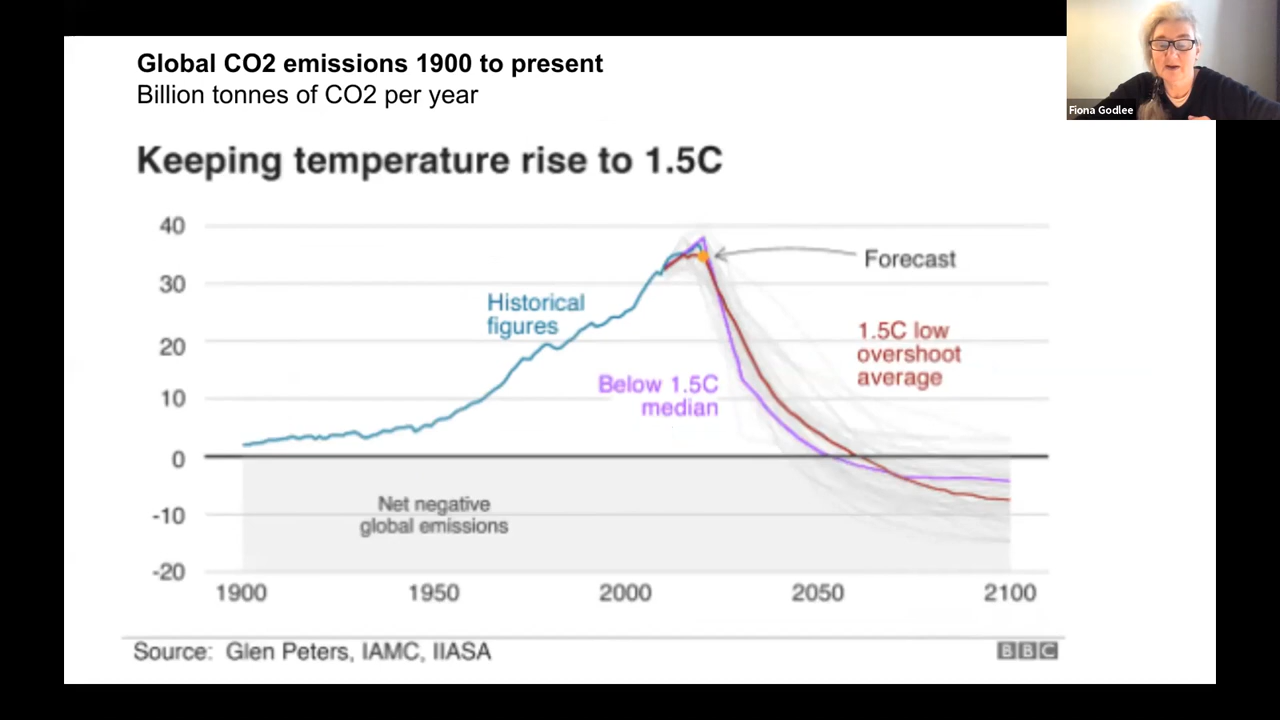 Global CO2 emissions 1900 to present
Billion tonnes of CO2 per year
Fiona Godlee
Keeping temperature rise to 1.5C
40
30
20
10
0
-10
-20
Historical
figures
Forecast
1.5C low
overshoot
average
Below 1.5C
median
Net negative
global emissions
1900
1950
2000
2050
2100
Source: Glen Peters, IAMC, IIASA
BBC